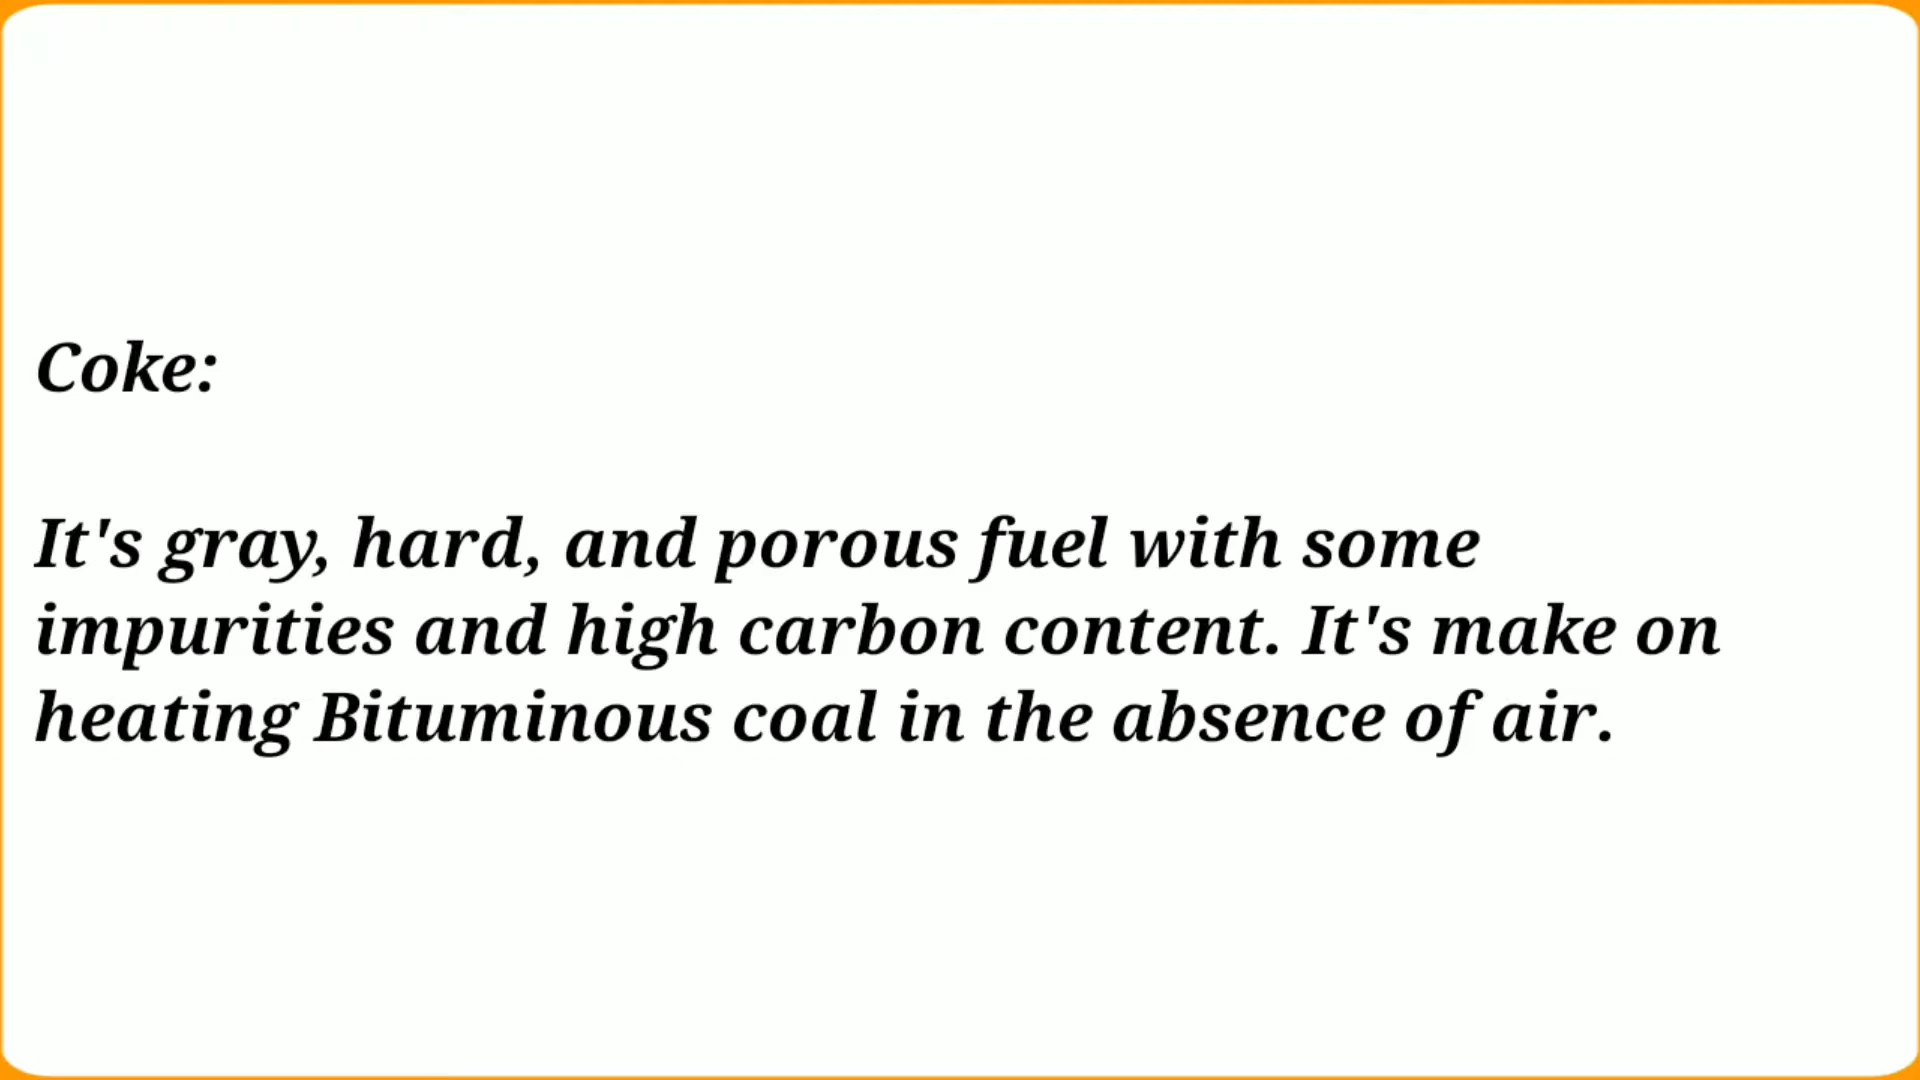 Coke:
It's gray, hard, and porous fuel with some
impurities and high carbon content. It's make on
heating Bituminous coal in the absence of air.